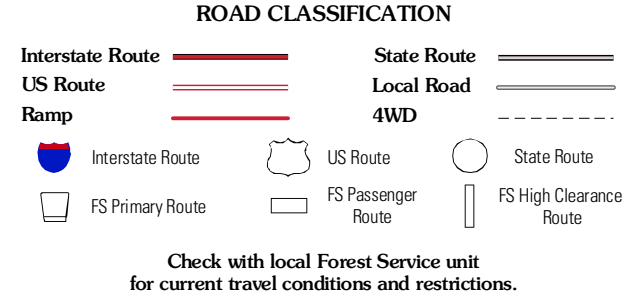 ROAD CLASSIFICATION
Interstate Route
State Route
US Route
Local Road
Ramp
4WD
Interstate Route
US Route
State Route
FS Primary Route
FS Passenger
Route
FS High Clearance
Route
Check with local Forest Service unit
for current travel conditions and restrictions.